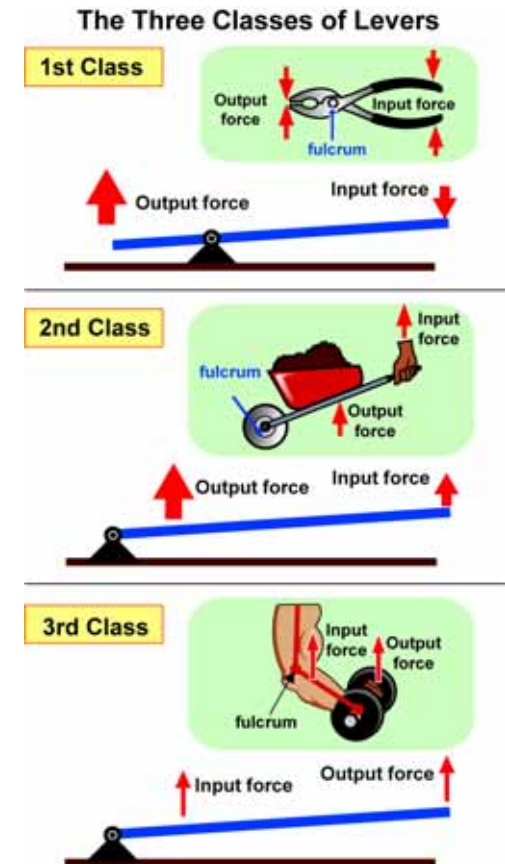 The Three Classes of Levers
1st Class
Output
force
Input force
fulcrum
Output force
Input force
2nd Class
Input
force
fulcrum
Output
force
Output force
Input force
3rd Class
Input
force
Output
force
fulcrum
Input force
Output force